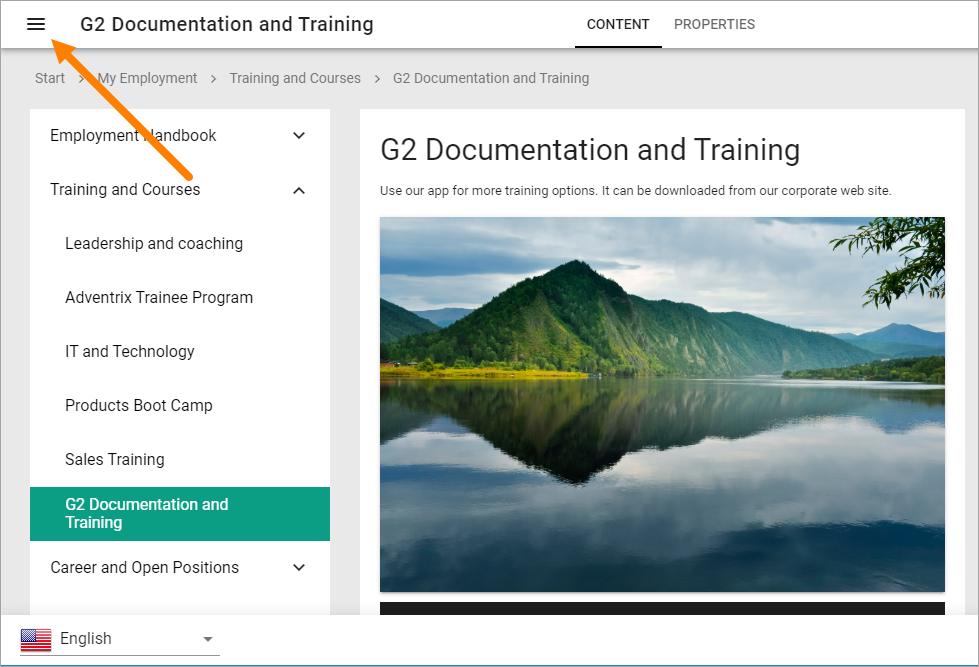 G2 Documentation and Training
CONTENT PROPERTIES
Start > My Employment > Training and Courses > G2 Documentation and Training
Employment Handbook
Training and Courses
Leadership and coaching
Adventrix Trainee Program
IT and Technology
Products Boot Camp
Sales Training
G2 Documentation and
Training
Career and Open Positions
G2 Documentation and Training
Use our app for more training options. It can be downloaded from our corporate web site.
English